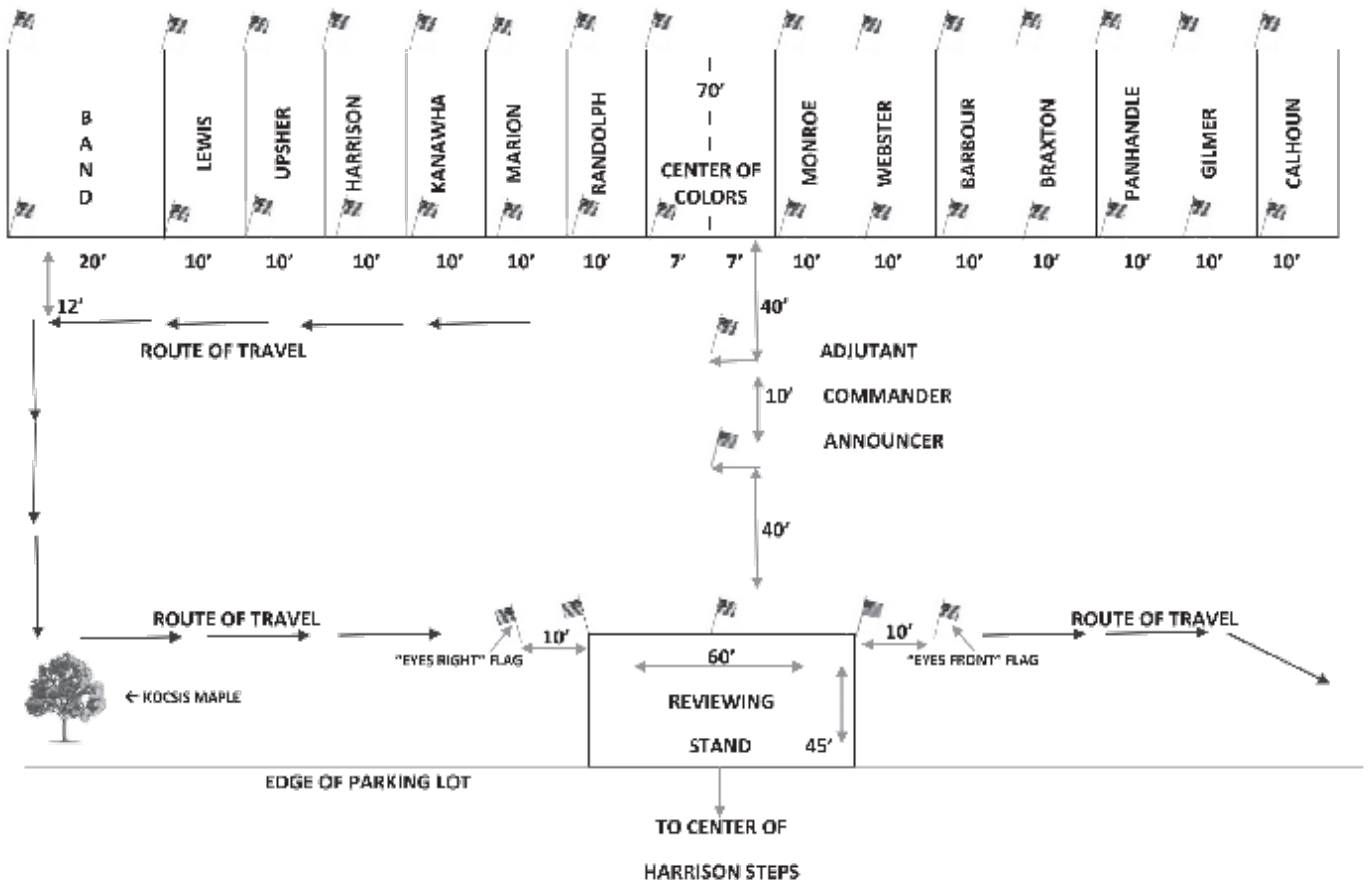 70'
BAND
LEWIS
UPSHER
HARRISON
KANAWHA
MARION
RANDOLPH
CENTER OF
COLORS
MONROE
WEBSTER
BARBOUR
BRAXTON
PANHANDLE
GILMER
CALHOUN
20' 10' 10' 10' 10' 10' 10' 7' 7' 10' 10' 10' 10' 10' 10' 10'
12'
40'
ROUTE OF TRAVEL
ADJUTANT
10' COMMANDER
ANNOUNCER
40'
ROUTE OF TRAVEL
ROUTE OF TRAVEL
10'
10'
"EYES RIGHT" FLAG
60'
"EYES FRONT" FLAG
← KOCSIS MAPLE
REVIEWING
STAND
45'
EDGE OF PARKING LOT
TO CENTER OF
HARRISON STEPS